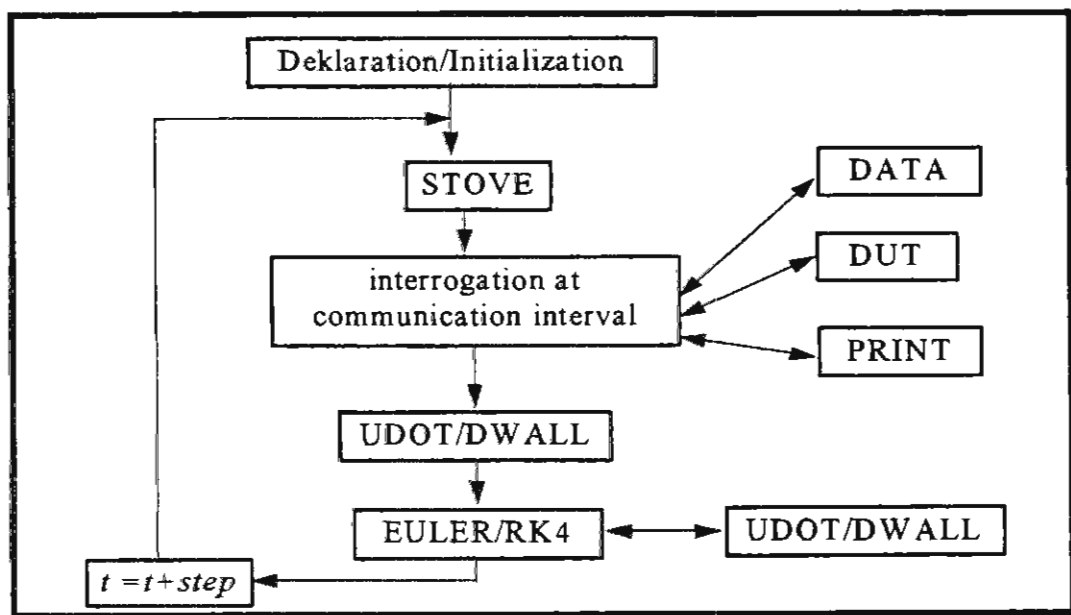 Deklaration/Initialization
STOVE
DATA
interrogation at
communication interval
DUT
PRINT
UDOT/DWALL
EULER/RK4
UDOT/DWALL
t = t+step